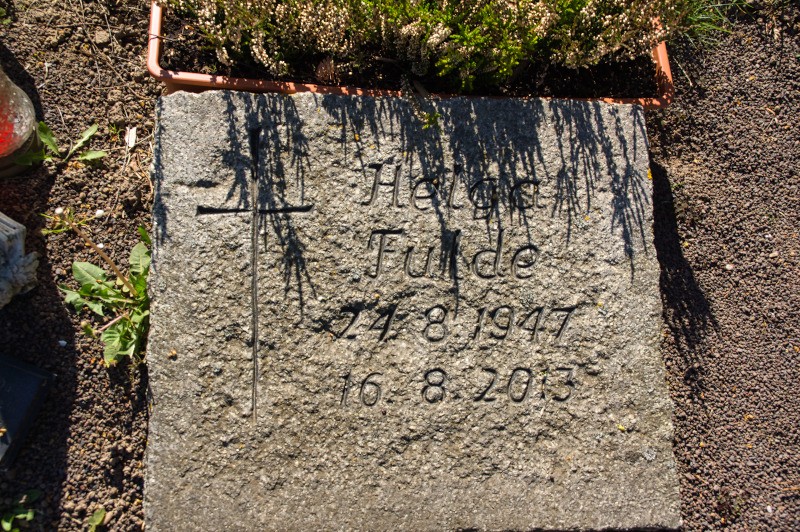 Helga
Fulde
24. 8. 1947
16. 8. 2013